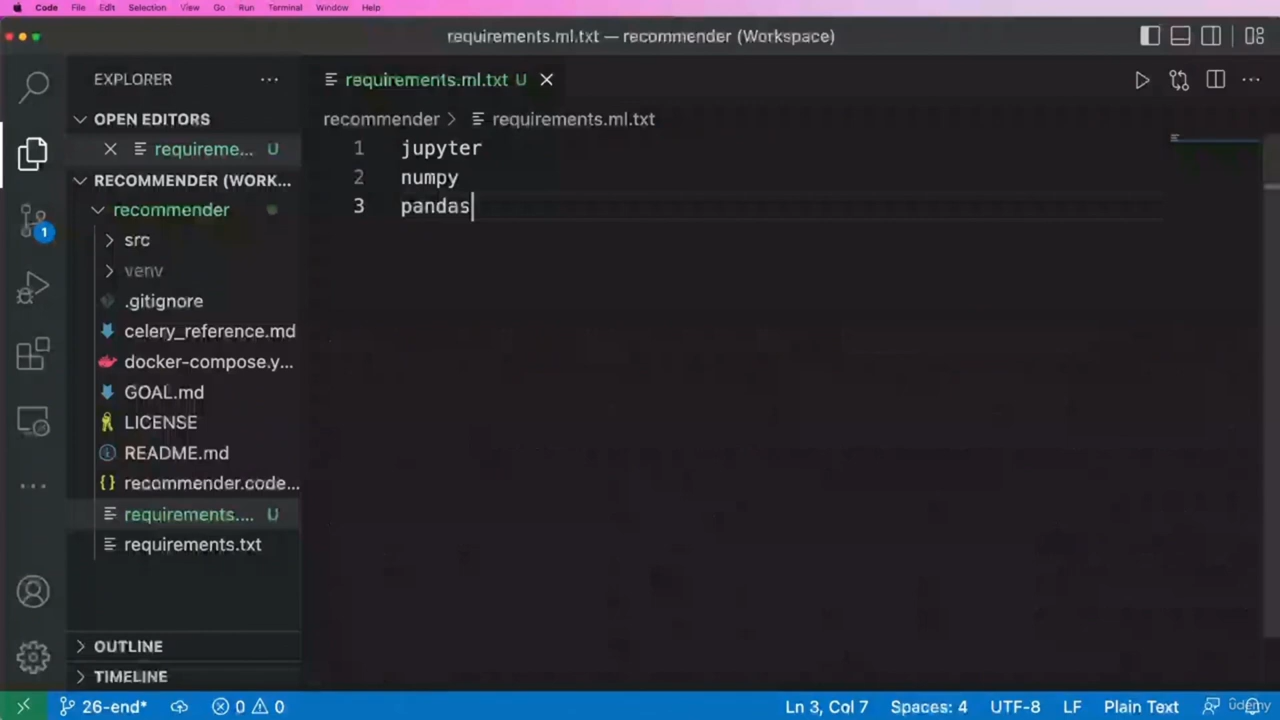 Code File Edit Selection View Go Run Terminal Window Help
requirements.ml.txt — recommender (Workspace)
EXPLORER
requirements.ml.txt U
OPEN EDITORS
recommender > requirements.ml.txt
requireme... U
1 jupyter
RECOMMENDER (WORK...
2 numpy
recommender
3 pandas
src
1
venv
.gitignore
celery_reference.md
docker-compose.y...
GOAL.md
LICENSE
README.md
recommender.code...
requirements.... U
requirements.txt
OUTLINE
TIMELINE
26-end* 0 0 Ln 3, Col 7 Spaces: 4 UTF-8 LF Plain Text
udemy